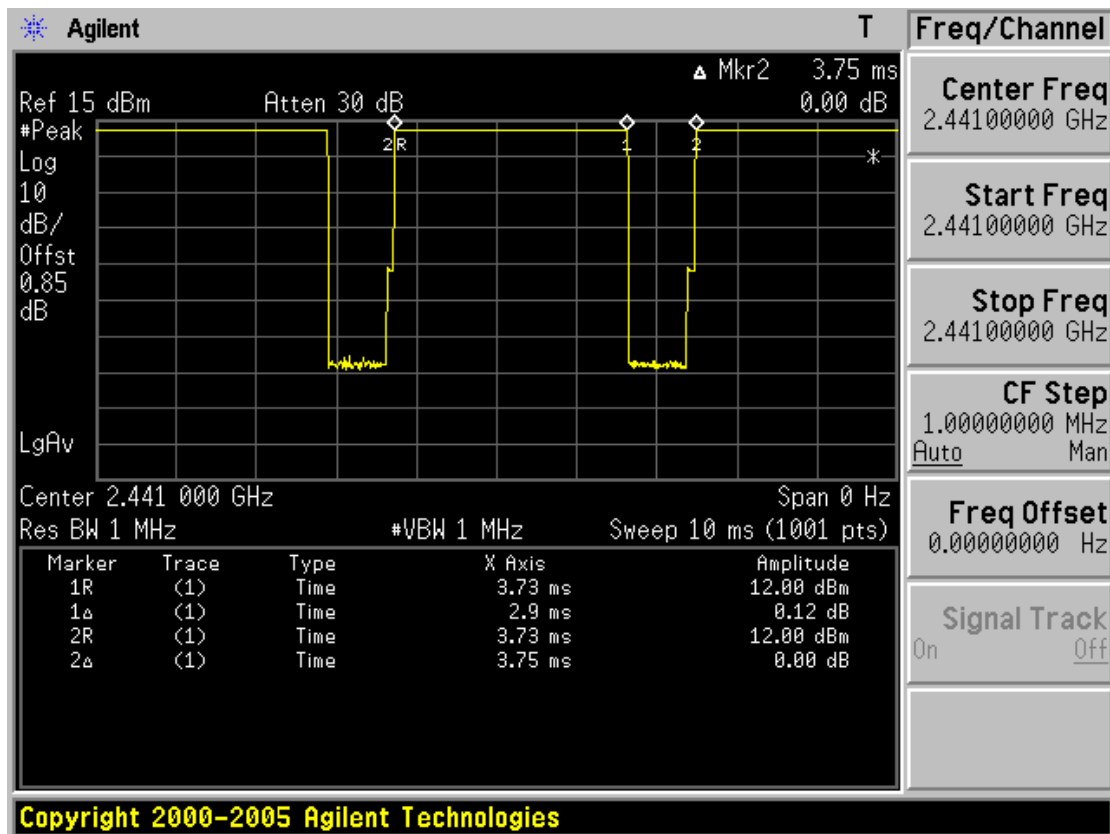 Agilent T
Freq/Channel
Δ Mkr2 3.75 ms
Ref 15 dBm Atten 30 dB 0.00 dB
#Peak
Log
10
dB/
Offst
0.85
dB
LgAv
2R 1 2
*
Center 2.441 000 GHz Span 0 Hz
Res BW 1 MHz #VBW 1 MHz Sweep 10 ms (1001 pts)
Marker Trace Type X Axis Amplitude
1R (1) Time 3.73 ms 12.00 dBm
1Δ (1) Time 2.9 ms 0.12 dB
2R (1) Time 3.73 ms 12.00 dBm
2Δ (1) Time 3.75 ms 0.00 dB
Center Freq
2.44100000 GHz
Start Freq
2.44100000 GHz
Stop Freq
2.44100000 GHz
CF Step
1.00000000 MHz
Auto Man
Freq Offset
0.00000000 Hz
Signal Track
On Off
Copyright 2000-2005 Agilent Technologies